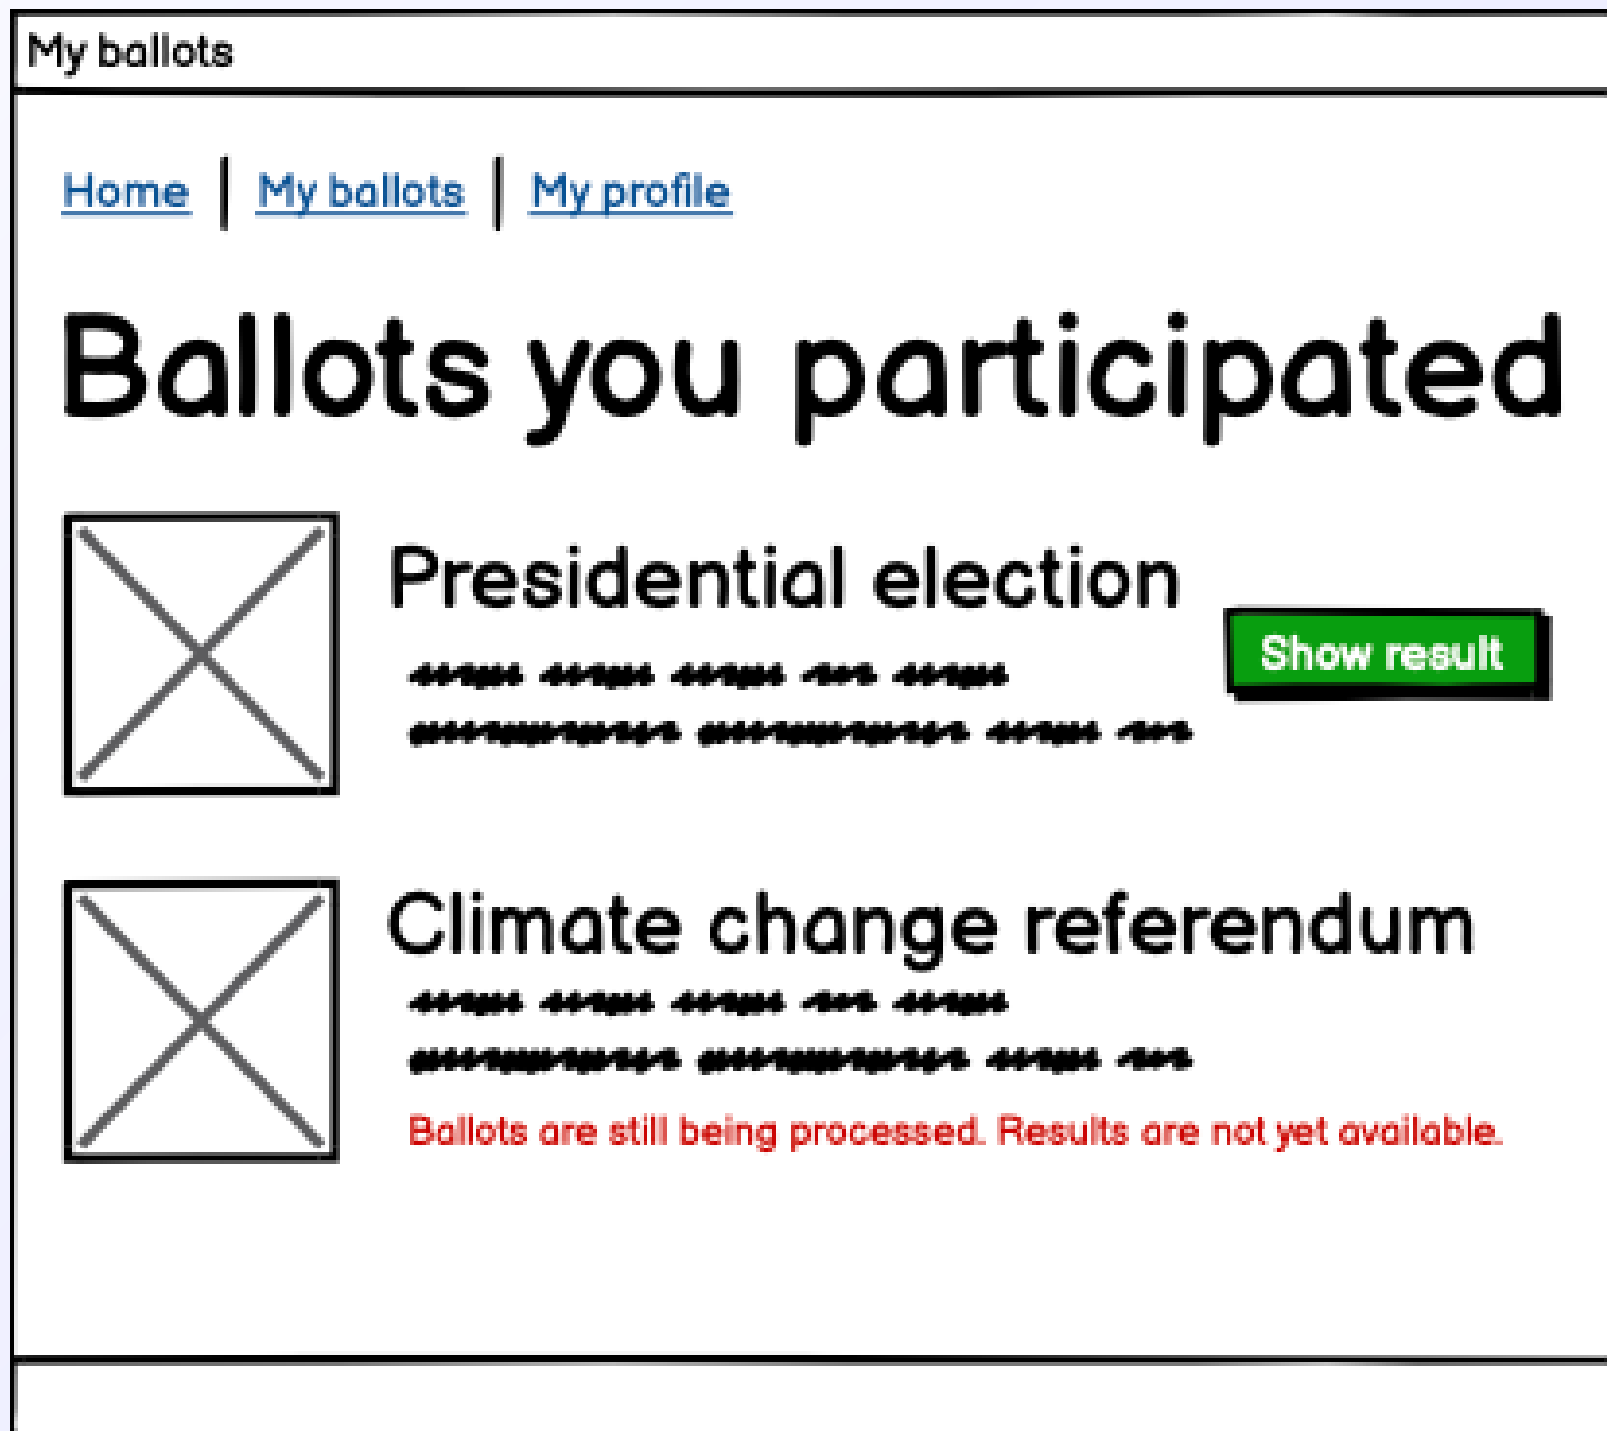 My ballots
Home | My ballots | My profile
Ballots you participated
Presidential election
Show result
Climate change referendum
Ballots are still being processed. Results are not yet available.